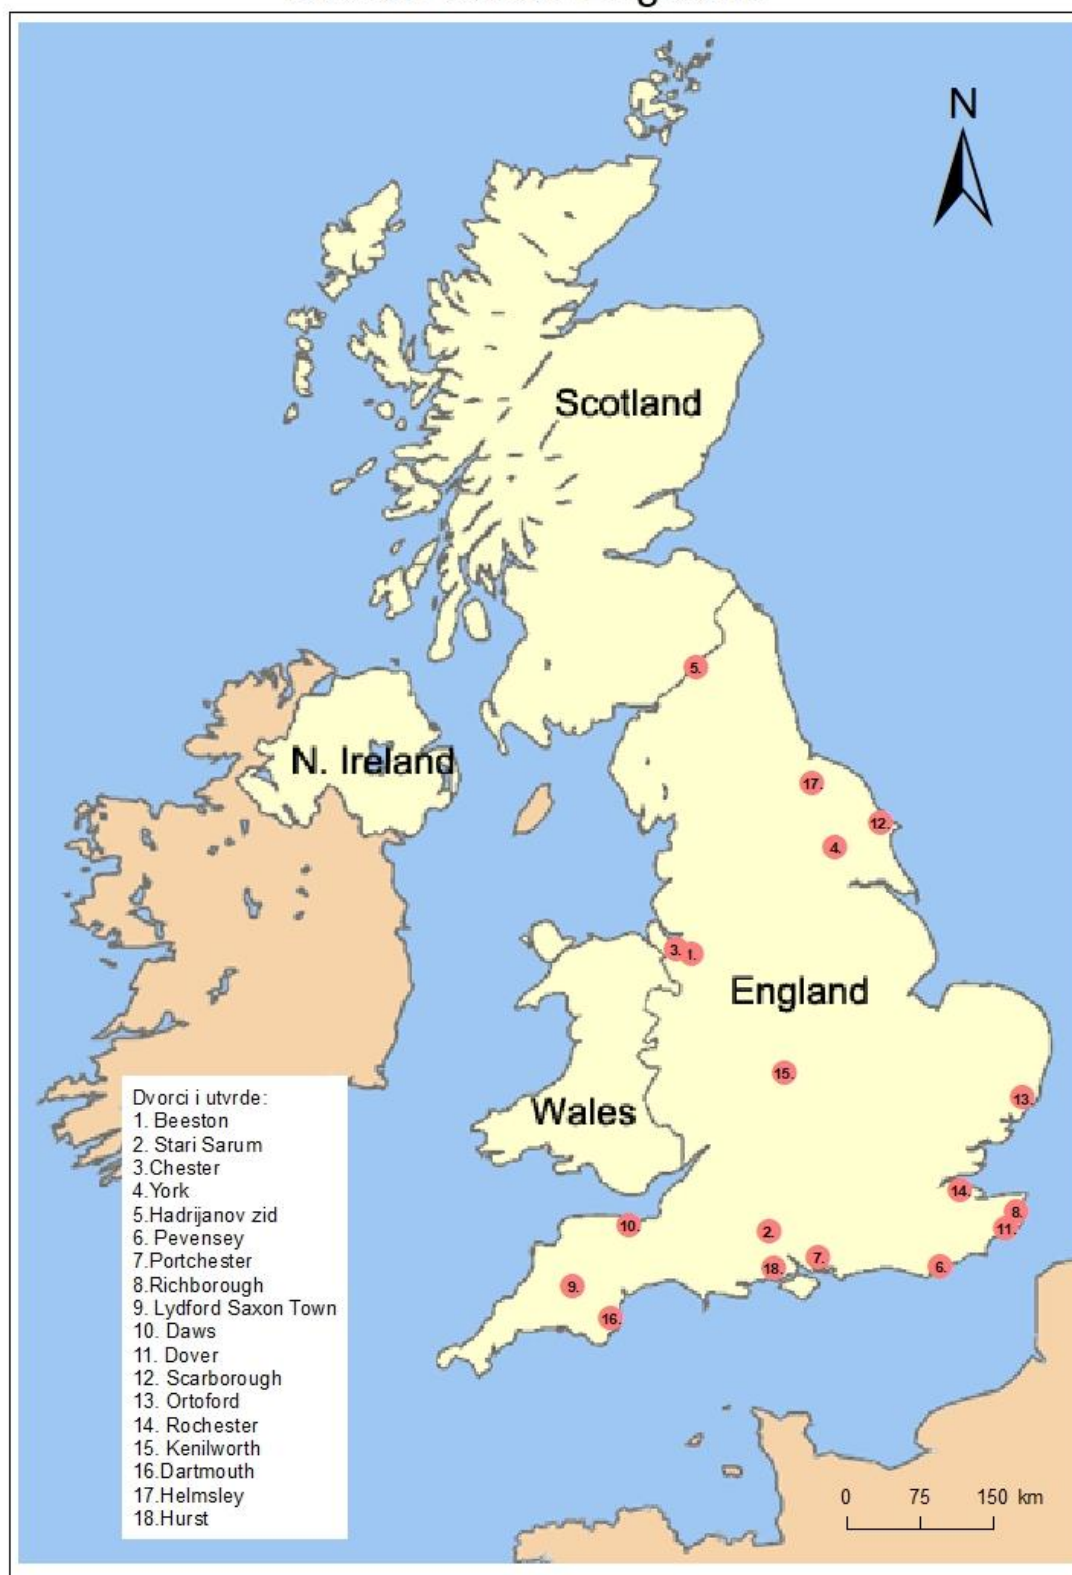 N
Scotland
N. Ireland
England
Wales
5.
17.
12.
4.
3.
1.
15.
13.
14.
8.
11.
10.
2.
7.
18.
6.
9.
16.
Dvorci i utvrde:
1. Beeston
2. Stari Sarum
3.Chester
4.York
5.Hadrijanov zid
6. Pevensey
7.Portchester
8.Richborough
9. Lydford Saxon Town
10. Daws
11. Dover
12. Scarborough
13. Ortoford
14. Rochester
15. Kenilworth
16.Dartmouth
17.Helmsley
18.Hurst
0 75 150 km